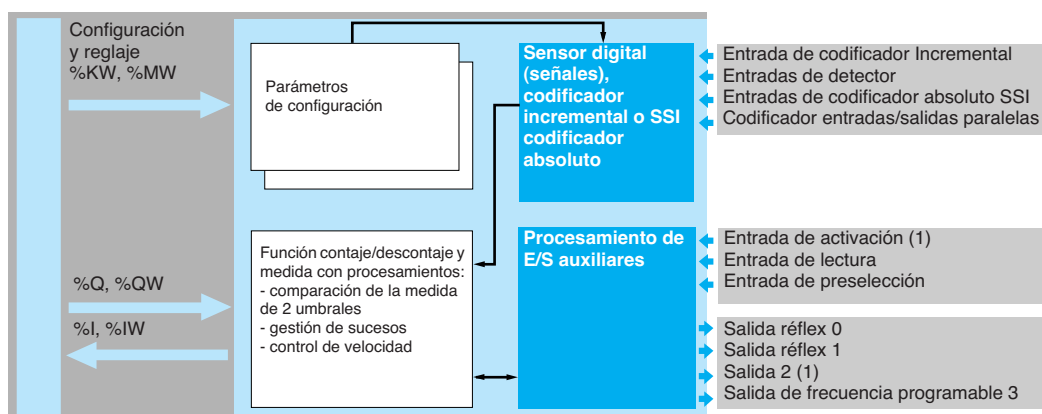 Configuración
y reglaje
%KW, %MW
Parámetros
de configuración
Sensor digital
(señales),
codificador
incremental o SSI
codificador
absoluto
Entrada de codificador Incremental
Entradas de detector
Entradas de codificador absoluto SSI
Codificador entradas/salidas paralelas
%Q, %QW
%I, %IW
Función contaje/descontaje y
medida con procesamientos:
- comparación de la medida
de 2 umbrales
- gestión de sucesos
- control de velocidad
Procesamiento de
E/S auxiliares
Entrada de activación (1)
Entrada de lectura
Entrada de preselección
Salida réflex 0
Salida réflex 1
Salida 2 (1)
Salida de frecuencia programable 3